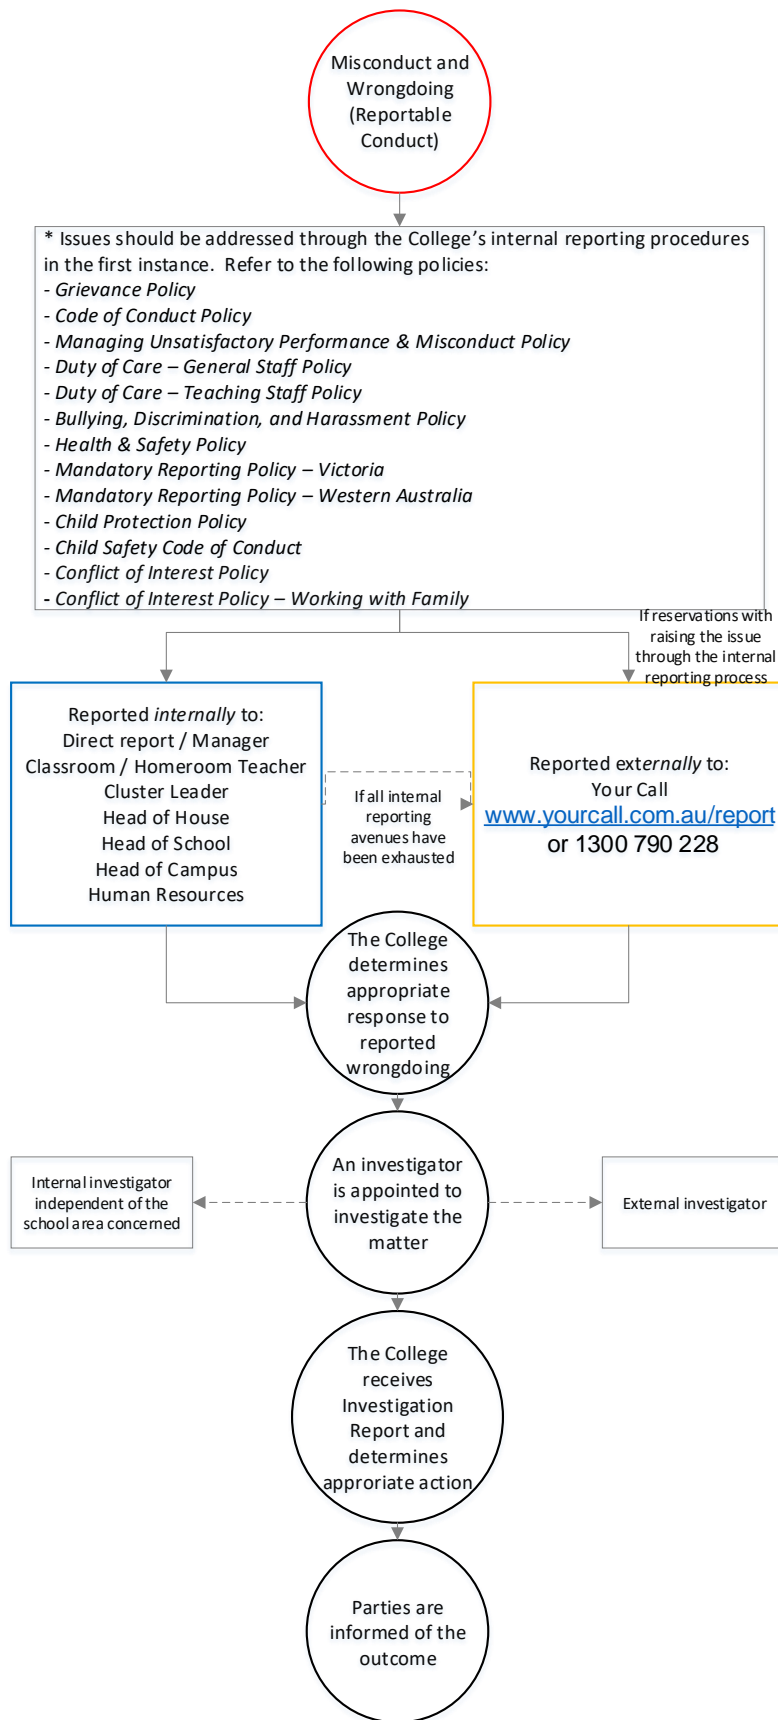 Misconduct and
Wrongdoing
(Reportable
Conduct)
* Issues should be addressed through the College's internal reporting procedures
in the first instance.  Refer to the following policies:
- Grievance Policy
- Code of Conduct Policy
- Managing Unsatisfactory Performance & Misconduct Policy
- Duty of Care – General Staff Policy
- Duty of Care – Teaching Staff Policy
- Bullying, Discrimination, and Harassment Policy
- Health & Safety Policy
- Mandatory Reporting Policy – Victoria
- Mandatory Reporting Policy – Western Australia
- Child Protection Policy
- Child Safety Code of Conduct
- Conflict of Interest Policy
- Conflict of Interest Policy – Working with Family
If reservations with
raising the issue
through the internal
reporting process
Reported internally to:
Direct report / Manager
Classroom / Homeroom Teacher
Cluster Leader
Head of House
Head of School
Head of Campus
Human Resources
If all internal
reporting
avenues have
been exhausted
Reported externally to:
Your Call
www.yourcall.com.au/report
or 1300 790 228
The College
determines
appropriate
response to
reported
wrongdoing
An investigator
is appointed to
investigate the
matter
Internal investigator
independent of the
school area concerned
External investigator
The College
receives
Investigation
Report and
determines
approriate action
Parties are
informed of the
outcome